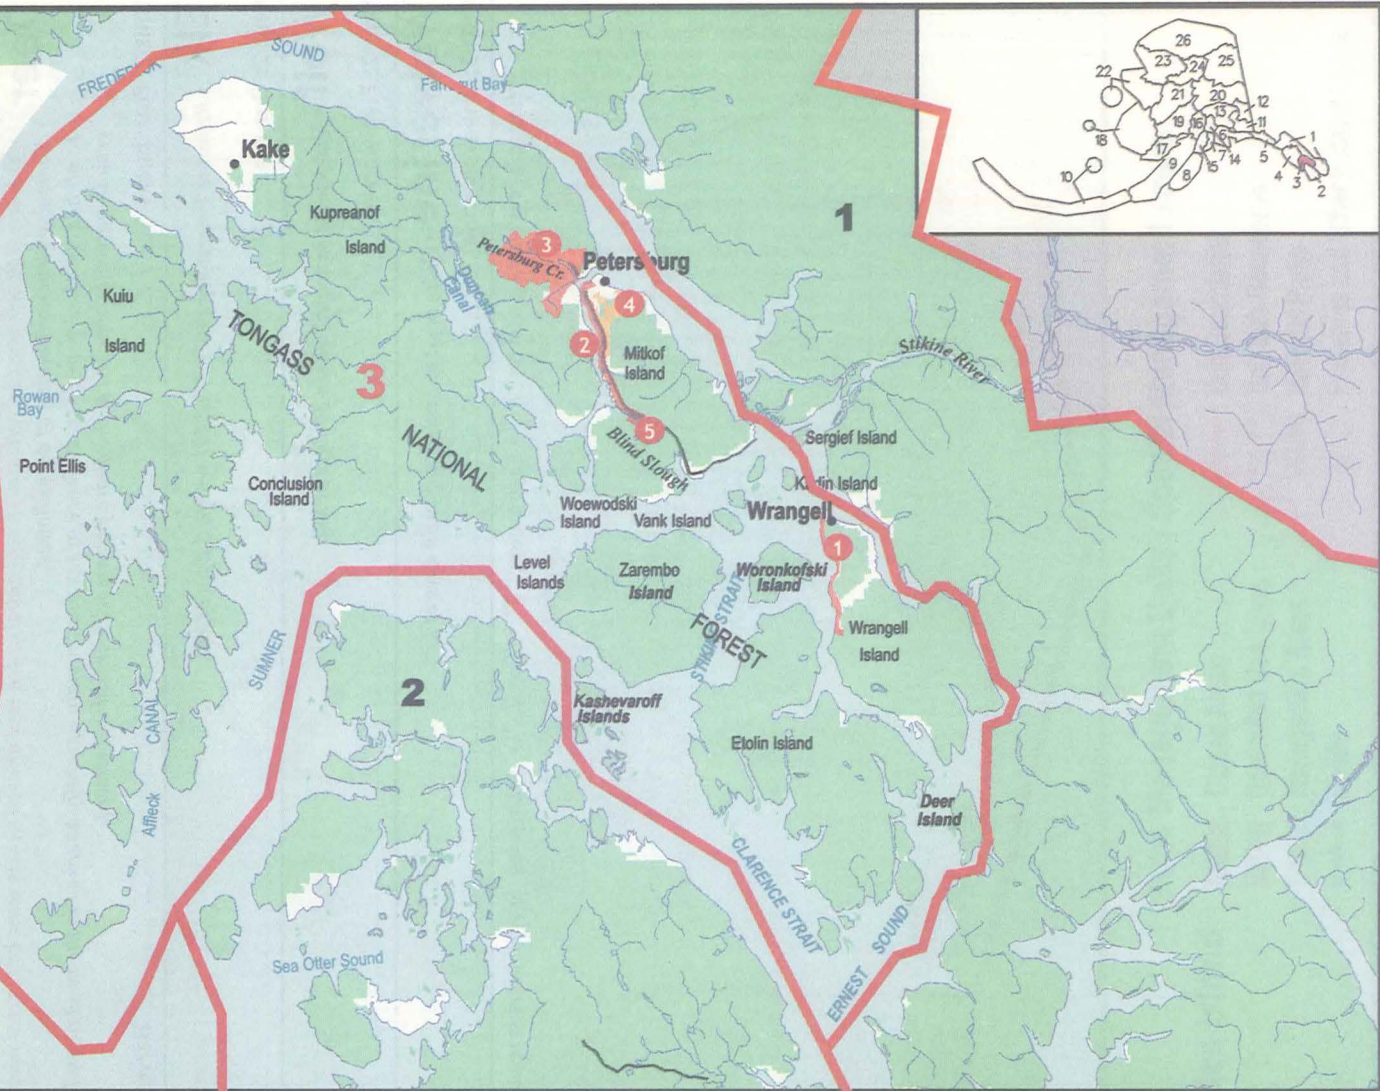 FREDERICK
SOUND
Farragut Bay
Kake
Kupreanof
Island
1
Petersburg Cr.
3
Petersburg
Duncan
Canal
4
Kuiu
Island
TONGASS
2
Mitkof
Island
Stikine River
3
Rowan
Bay
NATIONAL
5
Blind Slough
Sergief Island
Point Ellis
Conclusion
Island
Kadin Island
Woewodski
Island
Vank Island
Wrangell
1
Level
Islands
Zarembo
Island
Woronkofski
Island
STIKINE STRAIT
FOREST
Wrangell
Island
SUMNER
2
Kashevaroff
Islands
CANAL
Etolin Island
Affleck
Deer
Island
CLARENCE STRAIT
SOUND
ERNEST
Sea Otter Sound
26
23
24
25
22
21
20
12
13
11
19
16
18
17
6
7
14
15
5
1
10
9
8
4
3
2